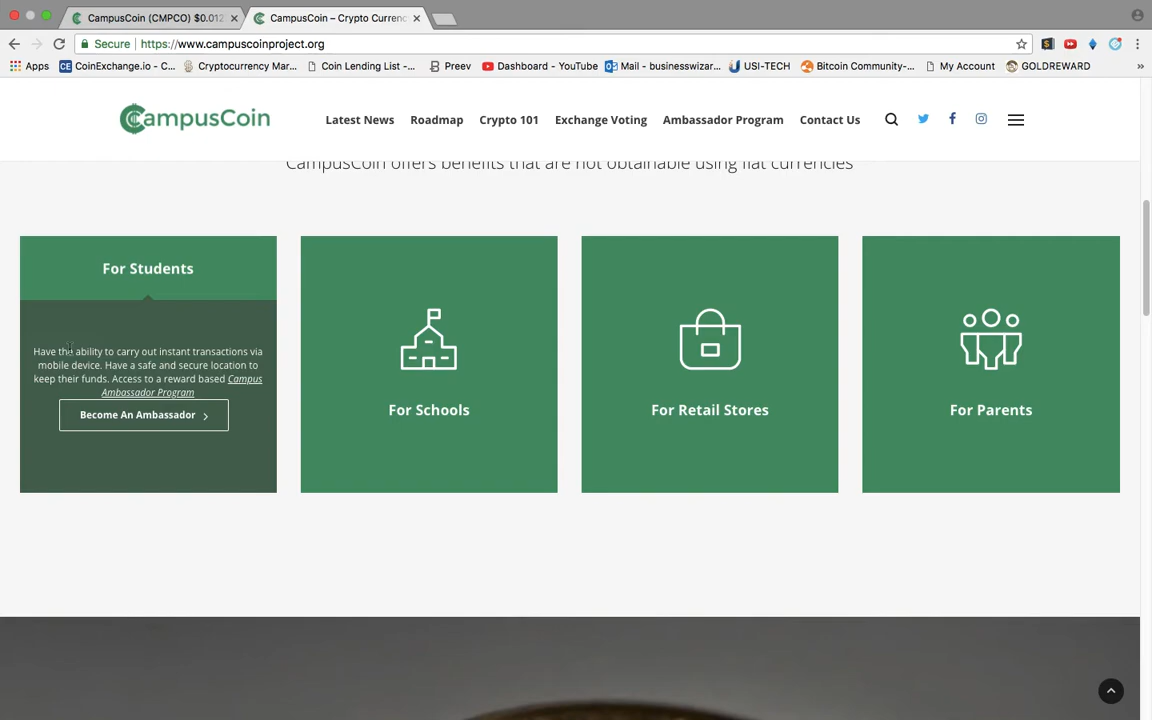 CampusCoin (CMPCO) $0.012
CampusCoin – Crypto Currenc
Secure
https://www.campuscoinproject.org
Apps
CoinExchange.io - C...
Cryptocurrency Mar...
Coin Lending List -...
Preev
Dashboard - YouTube
Mail - businesswizar...
USI-TECH
Bitcoin Community-...
My Account
GOLDREWARD
»
CampusCoin
Latest News
Roadmap
Crypto 101
Exchange Voting
Ambassador Program
Contact Us
CampusCoin offers benefits that are not obtainable using fiat currencies
For Students
Have the ability to carry out instant transactions via
mobile device. Have a safe and secure location to
keep their funds. Access to a reward based Campus
Ambassador Program
Become An Ambassador
For Schools
For Retail Stores
For Parents